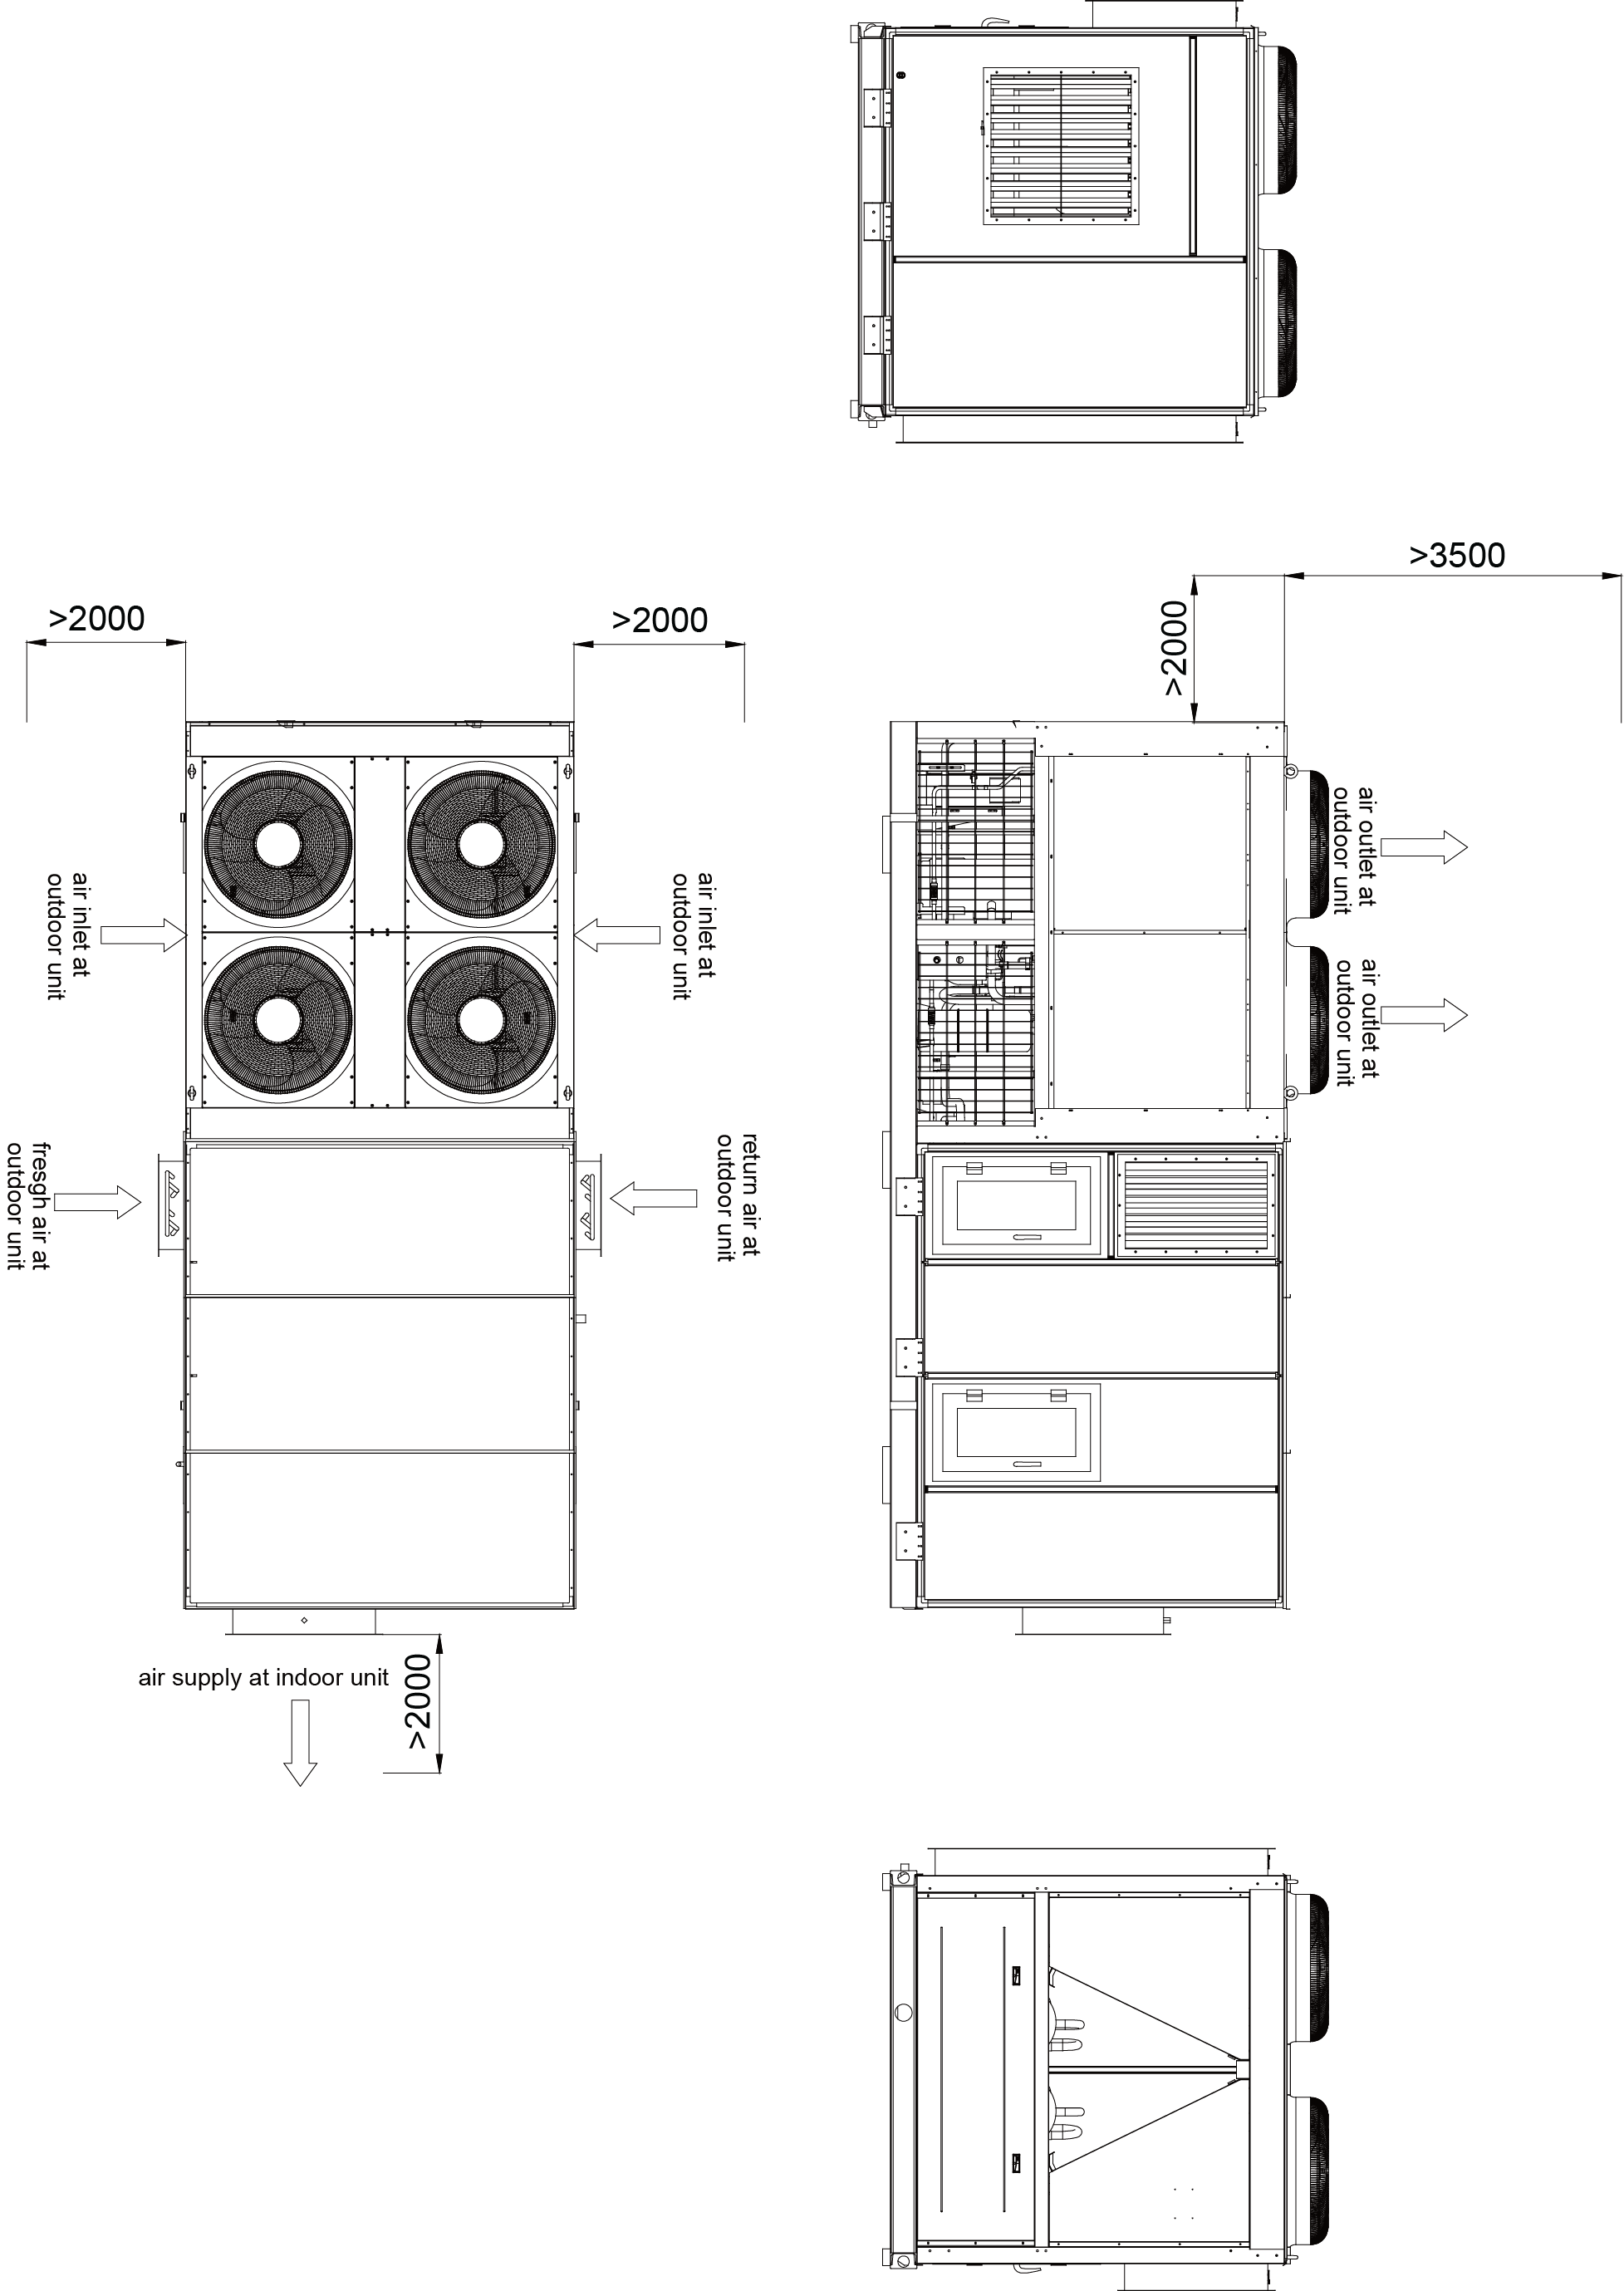 >3500
>2000
>2000
>2000
air outlet at
outdoor unit
air inlet at
outdoor unit
air inlet at
outdoor unit
air outlet at
outdoor unit
fresgh air at
outdoor unit
return air at
outdoor unit
air supply at indoor unit
>2000